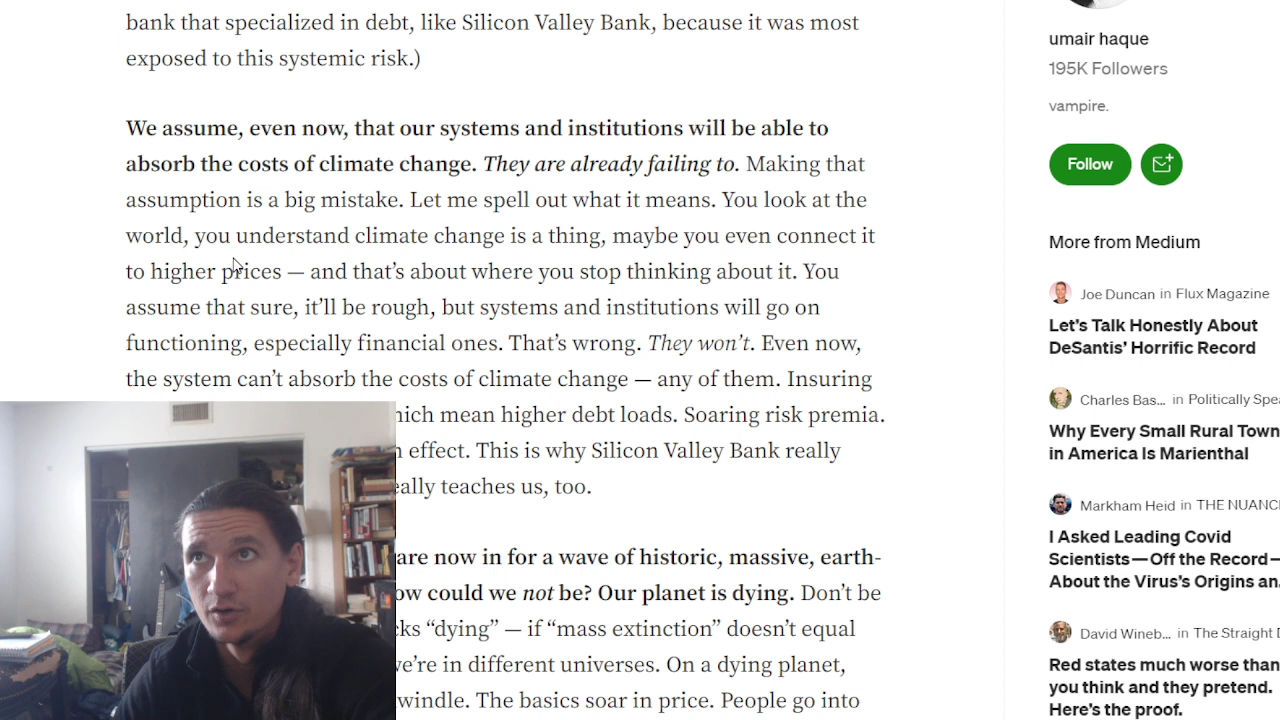 bank that specialized in debt, like Silicon Valley Bank, because it was most
exposed to this systemic risk.)
We assume, even now, that our systems and institutions will be able to
absorb the costs of climate change. They are already failing to. Making that
assumption is a big mistake. Let me spell out what it means. You look at the
world, you understand climate change is a thing, maybe you even connect it
to higher prices — and that’s about where you stop thinking about it. You
assume that sure, it’ll be rough, but systems and institutions will go on
functioning, especially financial ones. That’s wrong. They won’t. Even now,
the system can’t absorb the costs of climate change — any of them. Insuring
mean higher debt loads. Soaring risk premia.
effect. This is why Silicon Valley Bank really
teaches us, too.
are now in for a wave of historic, massive, earth-
could we not be? Our planet is dying. Don’t be
“dying” — if “mass extinction” doesn’t equal
we’re in different universes. On a dying planet,
The basics soar in price. People go into
umair haque
195K Followers
vampire.
Follow
More from Medium
Joe Duncan in Flux Magazine
Let’s Talk Honestly About
DeSantis’ Horrific Record
Charles Bas... in Politically Spea
Why Every Small Rural Town
in America Is Marienthal
Markham Heid in THE NUANC
I Asked Leading Covid
Scientists—Off the Record—
About the Virus’s Origins an
David Wineb... in The Straight D
Red states much worse than
you think and they pretend.
Here’s the proof.